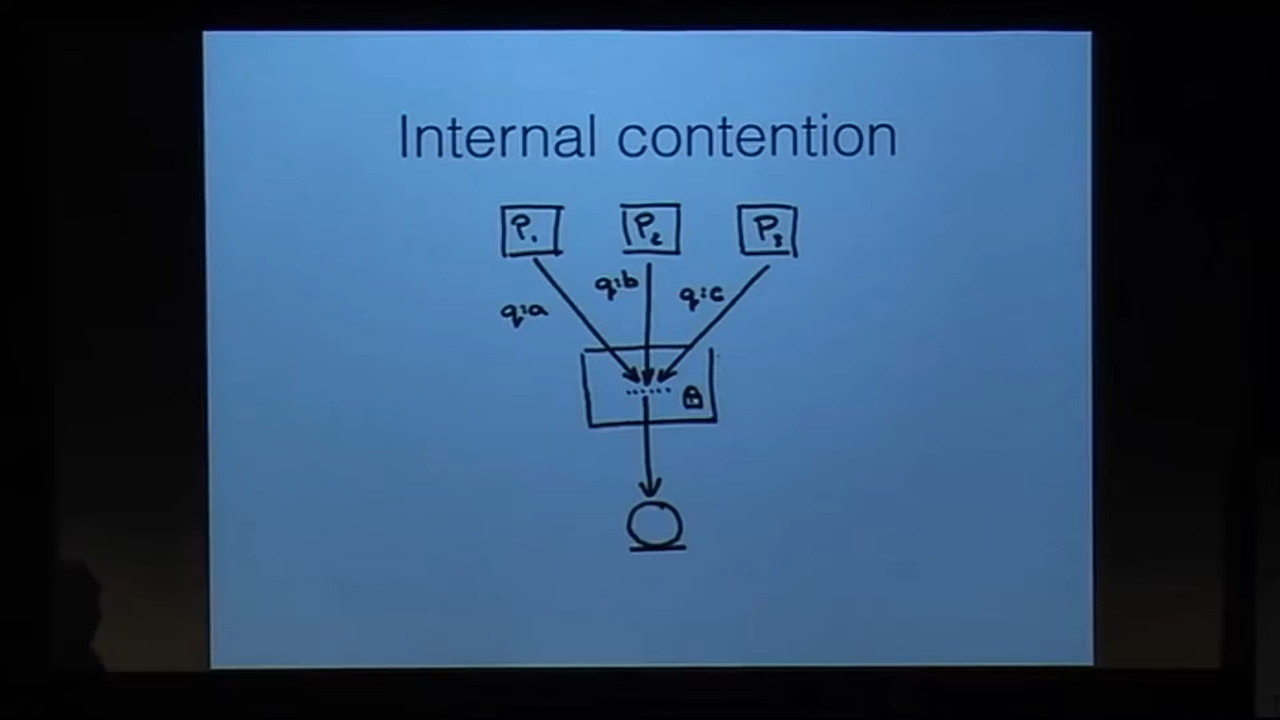 Internal contention
P₁ P₂ P₃
q:b q:c
q:a